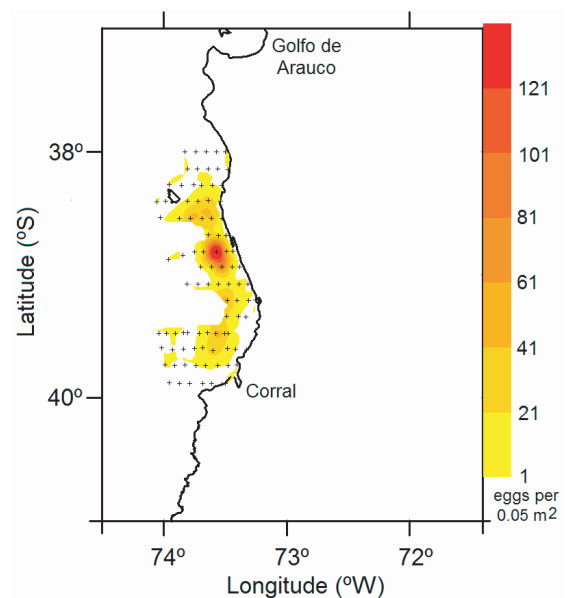 Golfo de
Arauco
121
38º
101
81
Latitude (ºS)
61
41
Corral
40º
21
1
eggs per
0.05 m2
74º
73º
72º
Longitude (ºW)